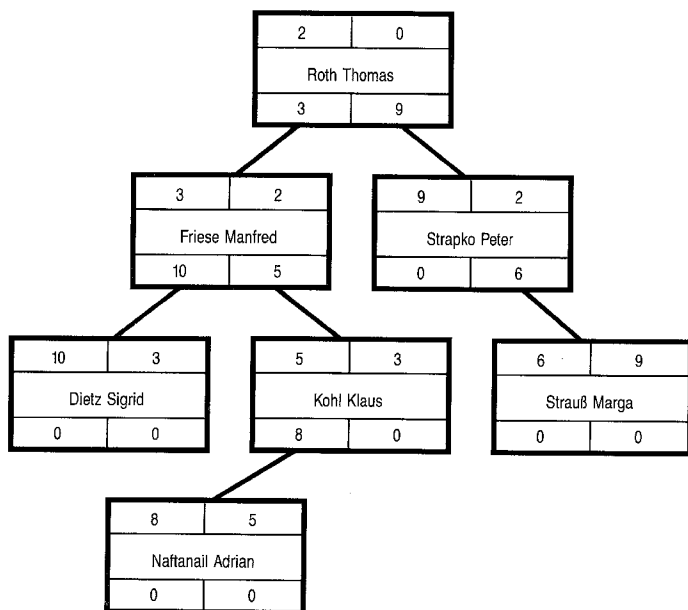 2 0
Roth Thomas
3 9
3 2
Friese Manfred
10 5
9 2
Strapko Peter
0 6
10 3
Dietz Sigrid
0 0
5 3
Kohl Klaus
8 0
6 9
Strauß Marga
0 0
8 5
Naftanail Adrian
0 0